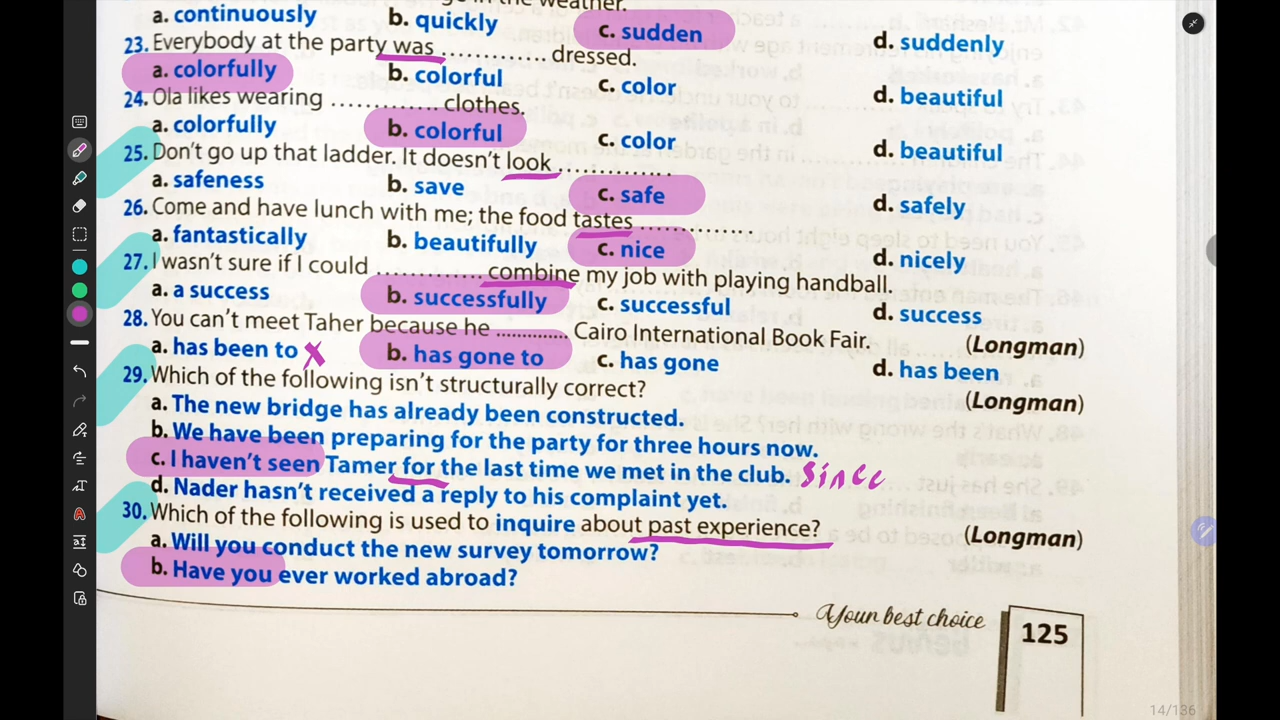 the weather.
a. continuously b. quickly c. sudden d. suddenly
23. Everybody at the party was .............. dressed.
a. colorfully b. colorful c. color d. beautiful
24. Ola likes wearing .............. clothes.
a. colorfully b. colorful c. color d. beautiful
25. Don't go up that ladder. It doesn't look ..............
a. safeness b. save c. safe d. safely
26. Come and have lunch with me; the food tastes ..............
a. fantastically b. beautifully c. nice d. nicely
27. I wasn't sure if I could .............. combine my job with playing handball.
a. a success b. successfully c. successful d. success
28. You can't meet Taher because he .............. Cairo International Book Fair. (Longman)
a. has been to x b. has gone to c. has gone d. has been
29. Which of the following isn't structurally correct? (Longman)
a. The new bridge has already been constructed.
b. We have been preparing for the party for three hours now.
c. I haven't seen Tamer for the last time we met in the club. since
d. Nader hasn't received a reply to his complaint yet.
30. Which of the following is used to inquire about past experience? (Longman)
a. Will you conduct the new survey tomorrow?
b. Have you ever worked abroad?
Your best choice 125
14/136